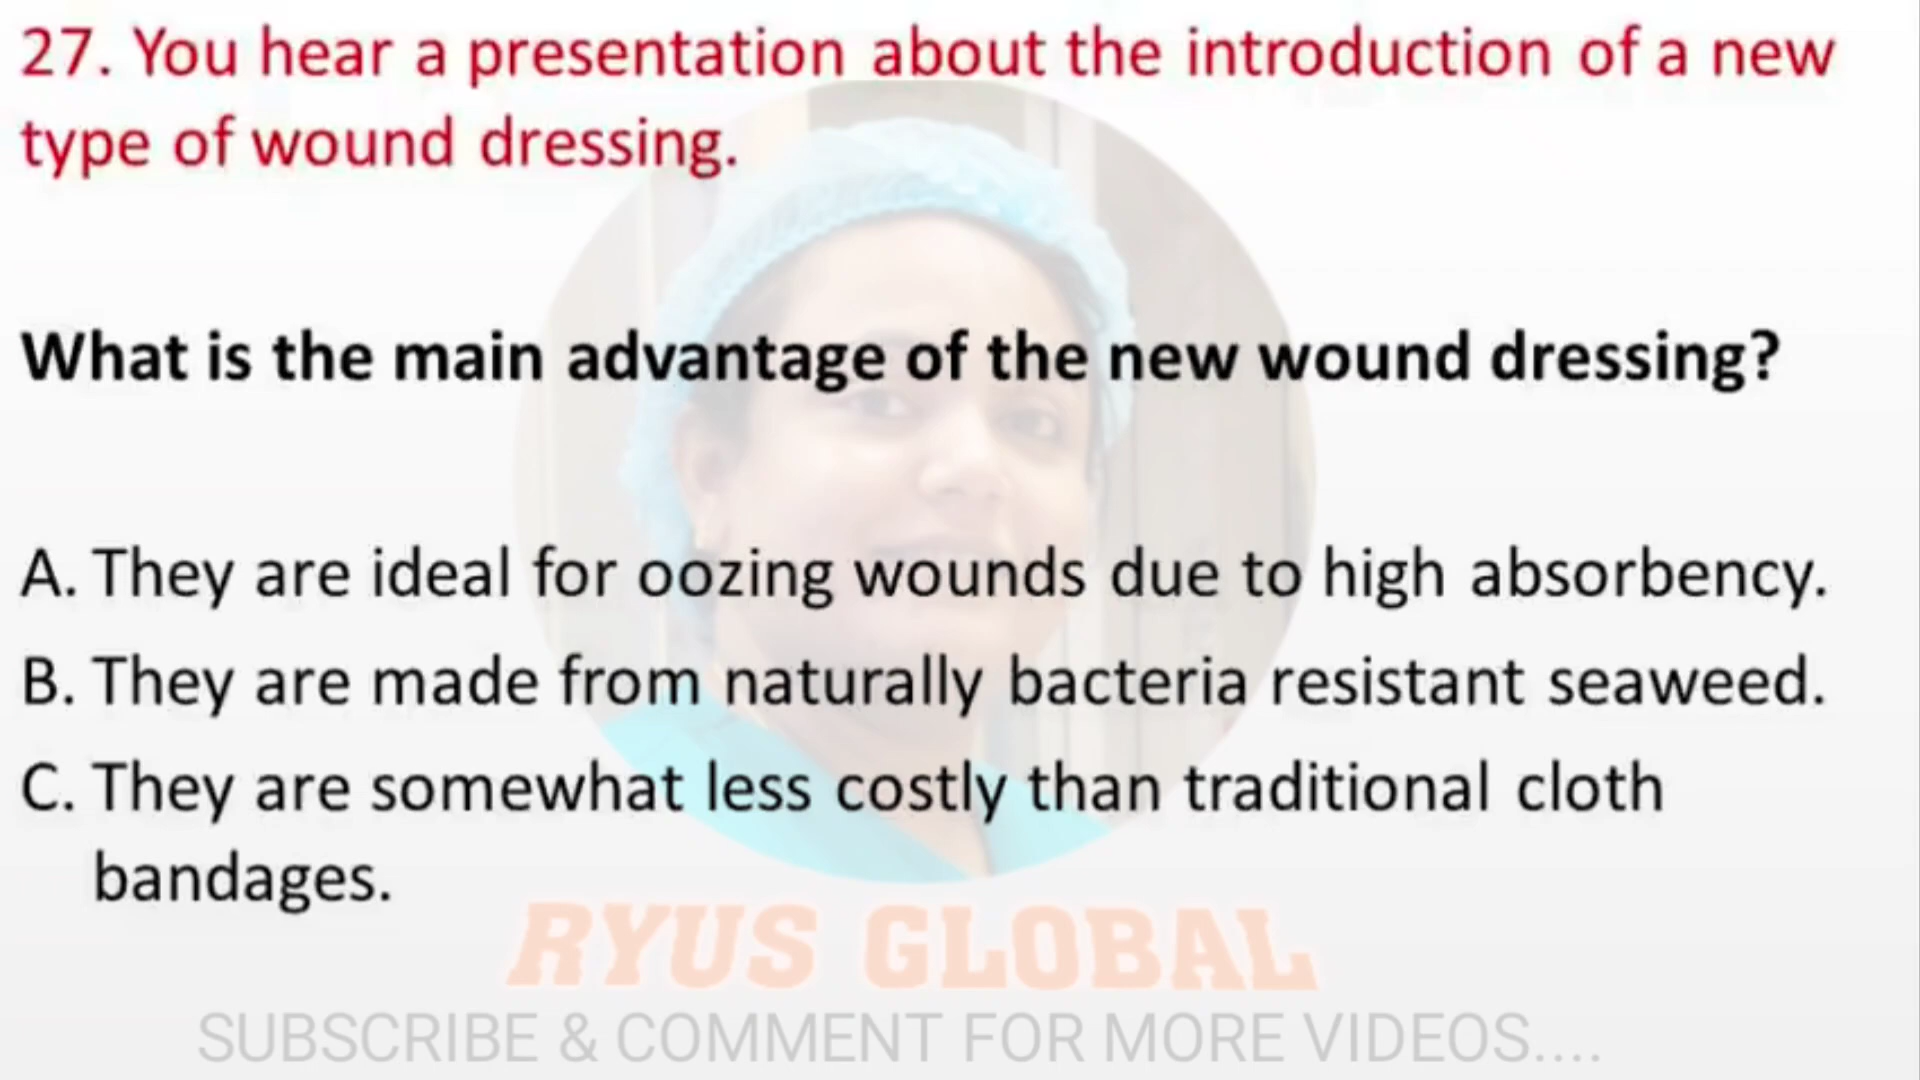 27. You hear a presentation about the introduction of a new
type of wound dressing.
What is the main advantage of the new wound dressing?
A. They are ideal for oozing wounds due to high absorbency.
B. They are made from naturally bacteria resistant seaweed.
C. They are somewhat less costly than traditional cloth
bandages.
RYUS GLOBAL
SUBSCRIBE & COMMENT FOR MORE VIDEOS....